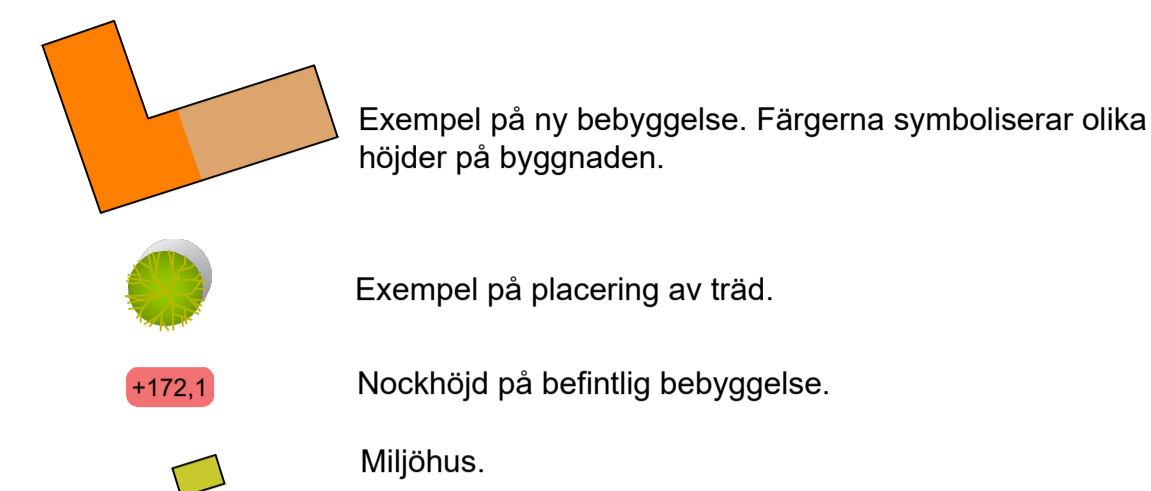 Exempel på ny bebyggelse. Färgerna symboliserar olika
höjder på byggnaden.
Exempel på placering av träd.
+172,1
Nockhöjd på befintlig bebyggelse.
Miljöhus.